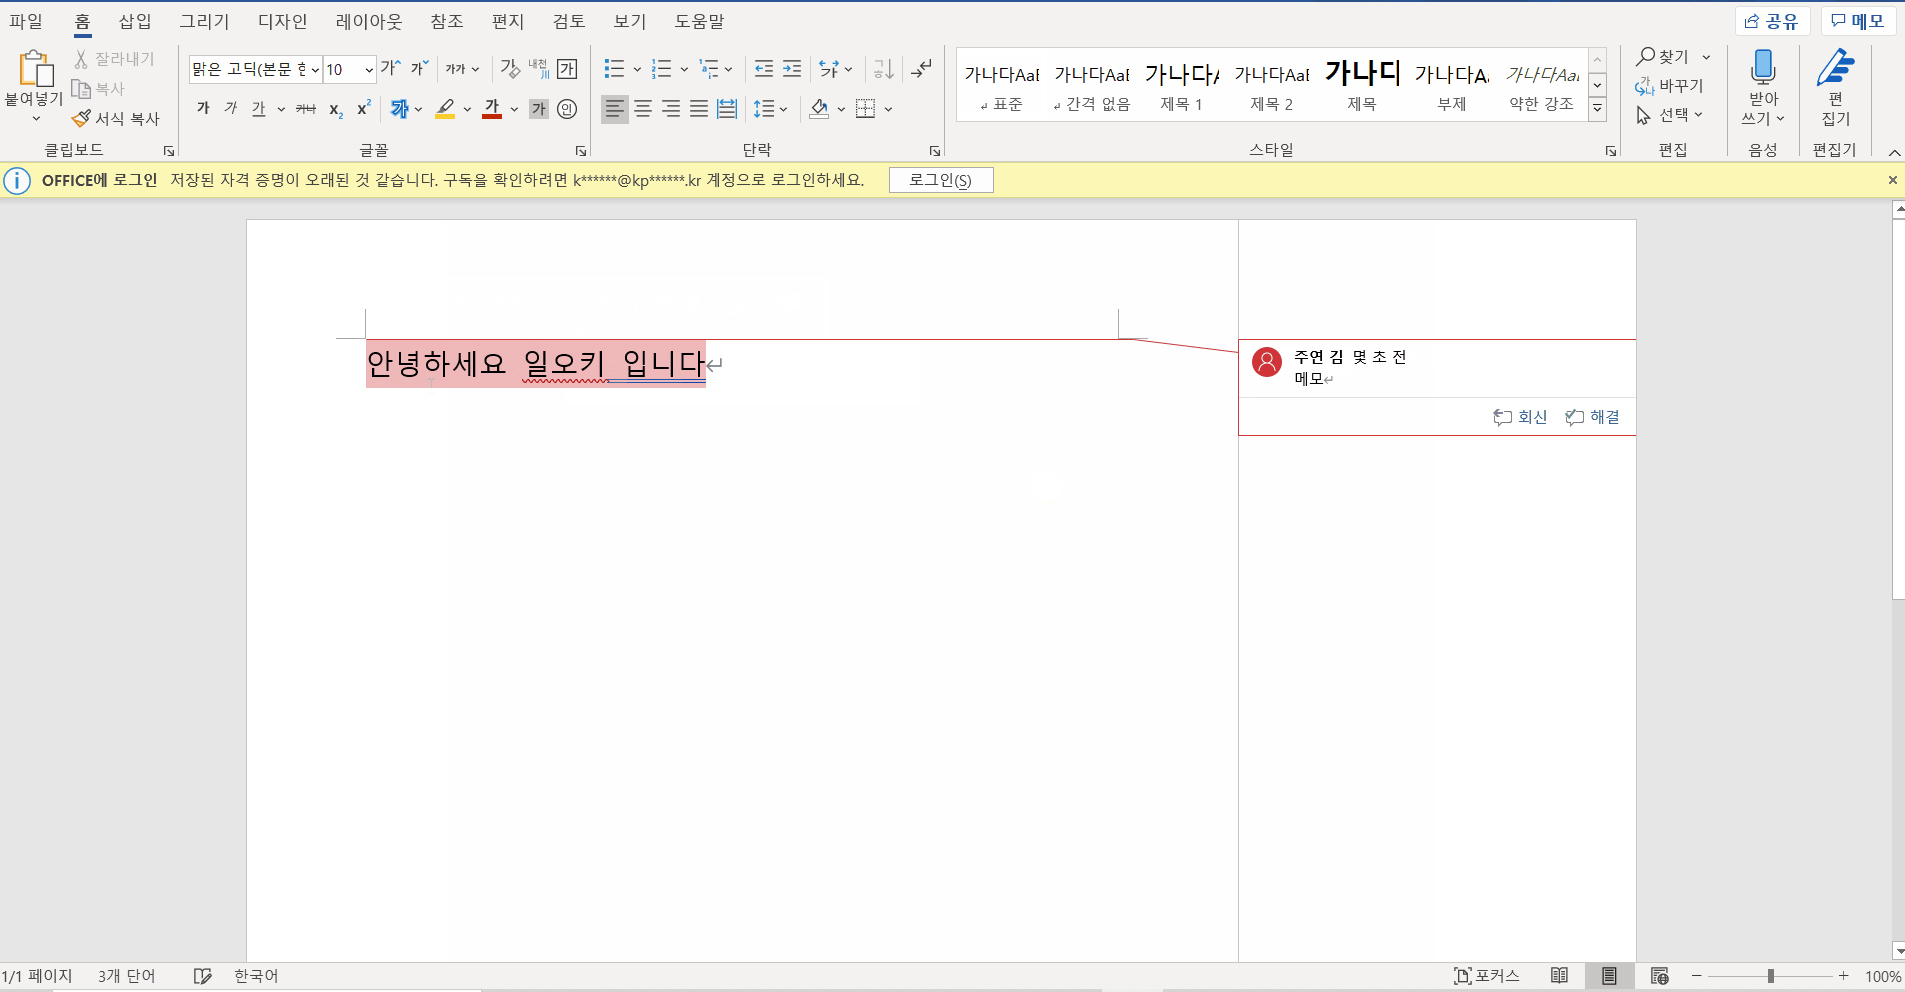 파일 홈 삽입 그리기 디자인 레이아웃 참조 편지 검토 보기 도움말 공유 메모
붙여넣기
잘라내기
복사
서식 복사
클립보드
맑은 고딕(본문 한 10
글꼴
단락
가나다AaB 가나다AaB 가나다A 가나다AaB 가나다 가나다Aa 가나다AaB
표준 간격 없음 제목 1 제목 2 제목 부제 약한 강조
스타일
찾기
바꾸기
선택
편집
받아
쓰기
음성
편
집기
편집기
OFFICE에 로그인 저장된 자격 증명이 오래된 것 같습니다. 구독을 확인하려면 k******@kp******.kr 계정으로 로그인하세요. 로그인(S)
안녕하세요 일오키 입니다
주연 김 몇 초 전
메모
회신 해결
1/1 페이지 3개 단어 한국어 포커스 100%